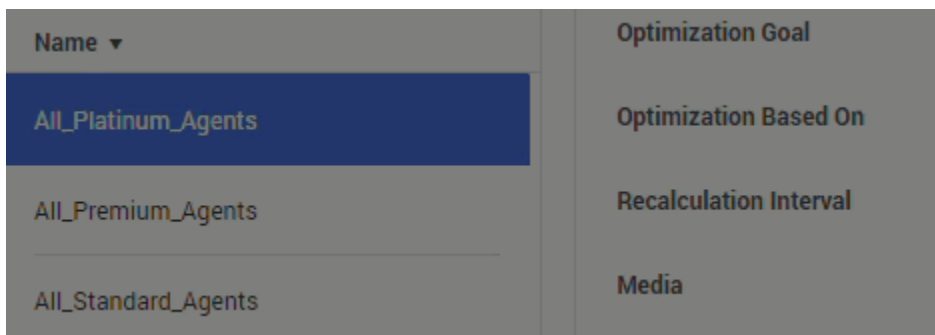 Name ▾
All_Platinum_Agents
All_Premium_Agents
All_Standard_Agents
Optimization Goal
Optimization Based On
Recalculation Interval
Media